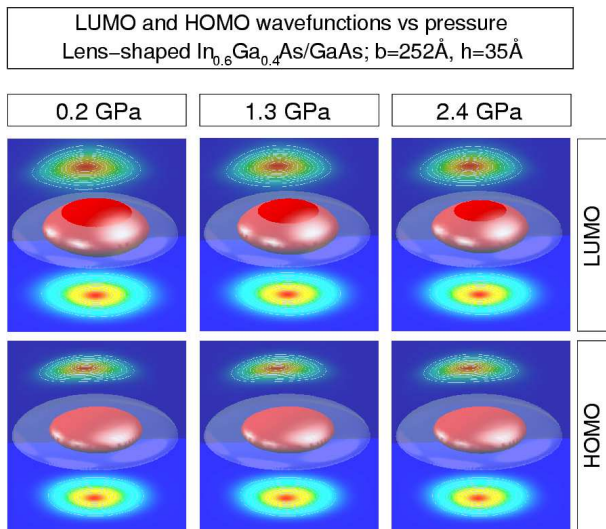 LUMO and HOMO wavefunctions vs pressure
Lens-shaped In0.6Ga0.4As/GaAs; b=252Å, h=35Å
0.2 GPa
1.3 GPa
2.4 GPa
LUMO
HOMO